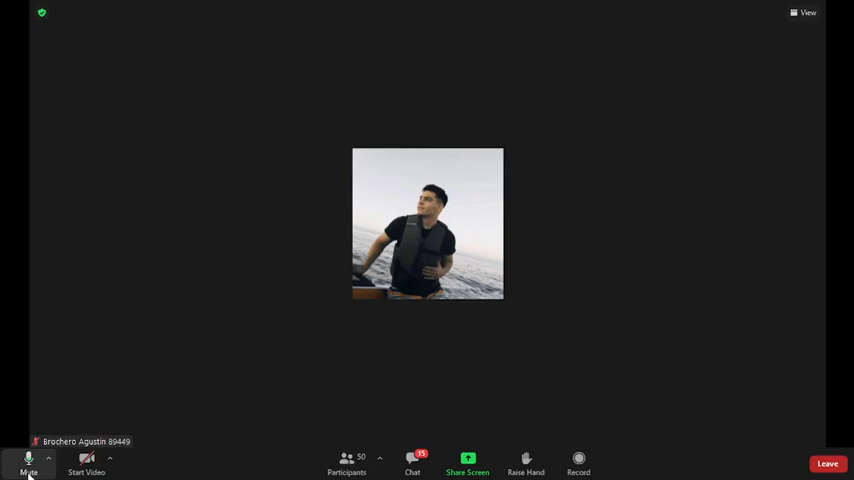 View
Brochero Agustin 89449
50
15
Mute
Start Video
Participants
Chat
Share Screen
Raise Hand
Record
Leave